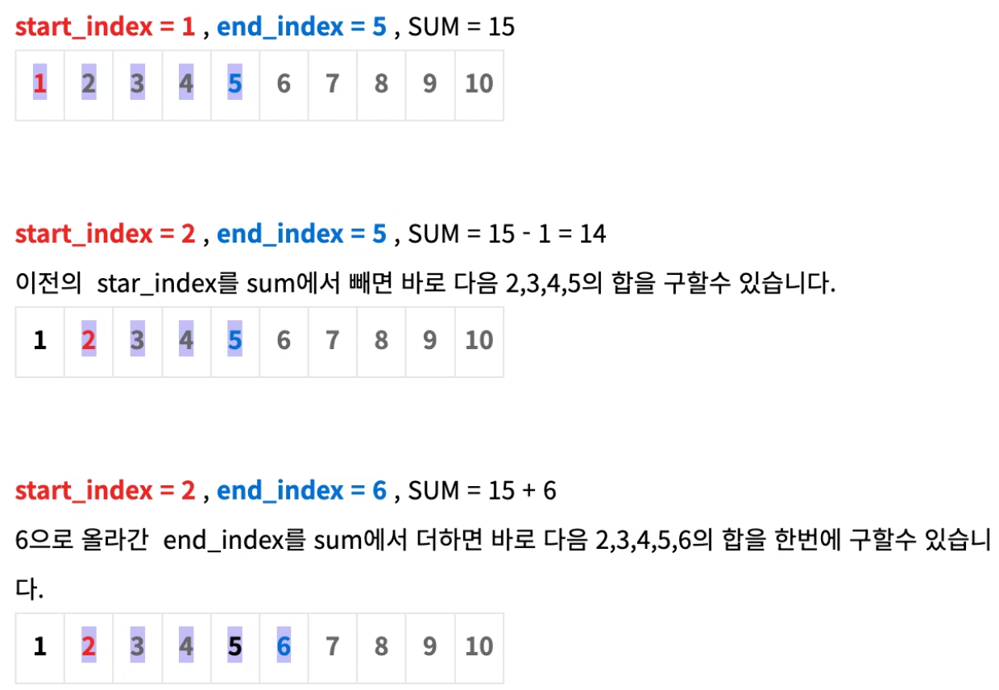 start_index = 1 , end_index = 5 , SUM = 15
1 2 3 4 5 6 7 8 9 10
start_index = 2 , end_index = 5 , SUM = 15 - 1 = 14
이전의 star_index를 sum에서 빼면 바로 다음 2,3,4,5의 합을 구할수 있습니다.
1 2 3 4 5 6 7 8 9 10
start_index = 2 , end_index = 6 , SUM = 15 + 6
6으로 올라간 end_index를 sum에서 더하면 바로 다음 2,3,4,5,6의 합을 한번에 구할수 있습니
다.
1 2 3 4 5 6 7 8 9 10